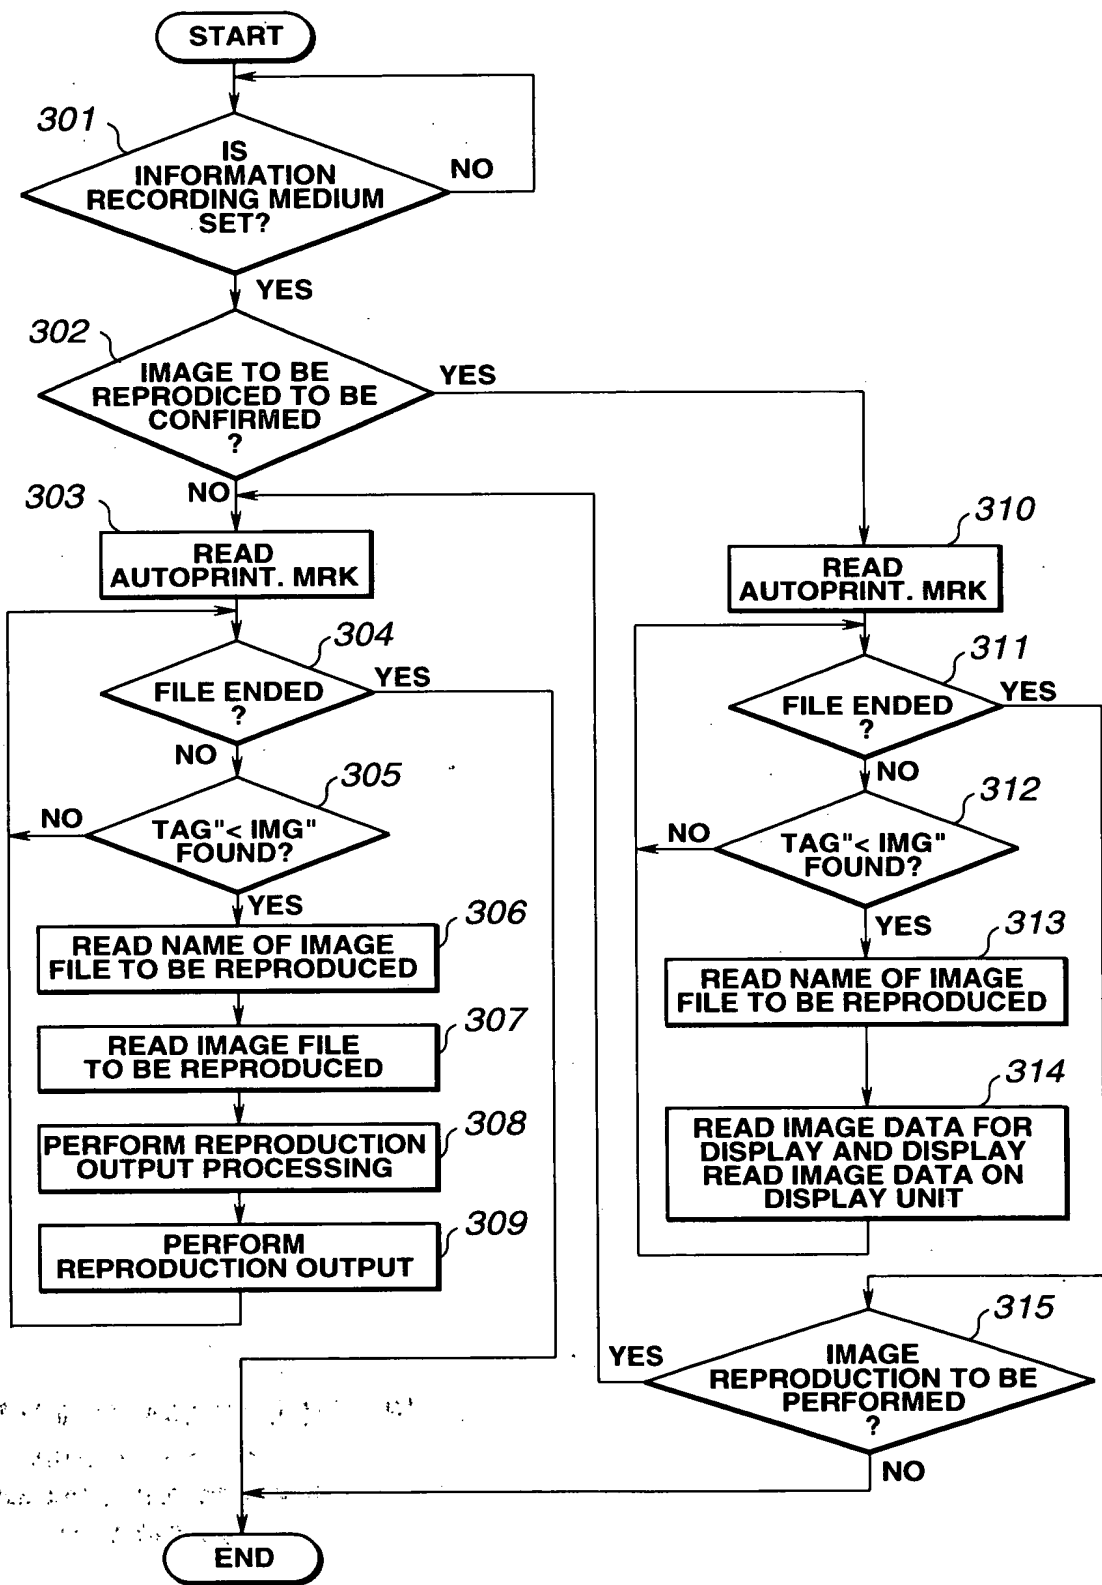 START
301
IS
INFORMATION
RECORDING MEDIUM
SET?
NO
YES
302
IMAGE TO BE
REPRODICED TO BE
CONFIRMED
?
YES
NO
303
READ
AUTOPRINT. MRK
304
FILE ENDED
?
YES
NO
305
TAG"< IMG"
FOUND?
NO
YES
306
READ NAME OF IMAGE
FILE TO BE REPRODUCED
307
READ IMAGE FILE
TO BE REPRODUCED
308
PERFORM REPRODUCTION
OUTPUT PROCESSING
309
PERFORM
REPRODUCTION OUTPUT
310
READ
AUTOPRINT. MRK
311
FILE ENDED
?
YES
NO
312
TAG"< IMG"
FOUND?
NO
YES
313
READ NAME OF IMAGE
FILE TO BE REPRODUCED
314
READ IMAGE DATA FOR
DISPLAY AND DISPLAY
READ IMAGE DATA ON
DISPLAY UNIT
315
IMAGE
REPRODUCTION TO BE
PERFORMED
?
YES
NO
END